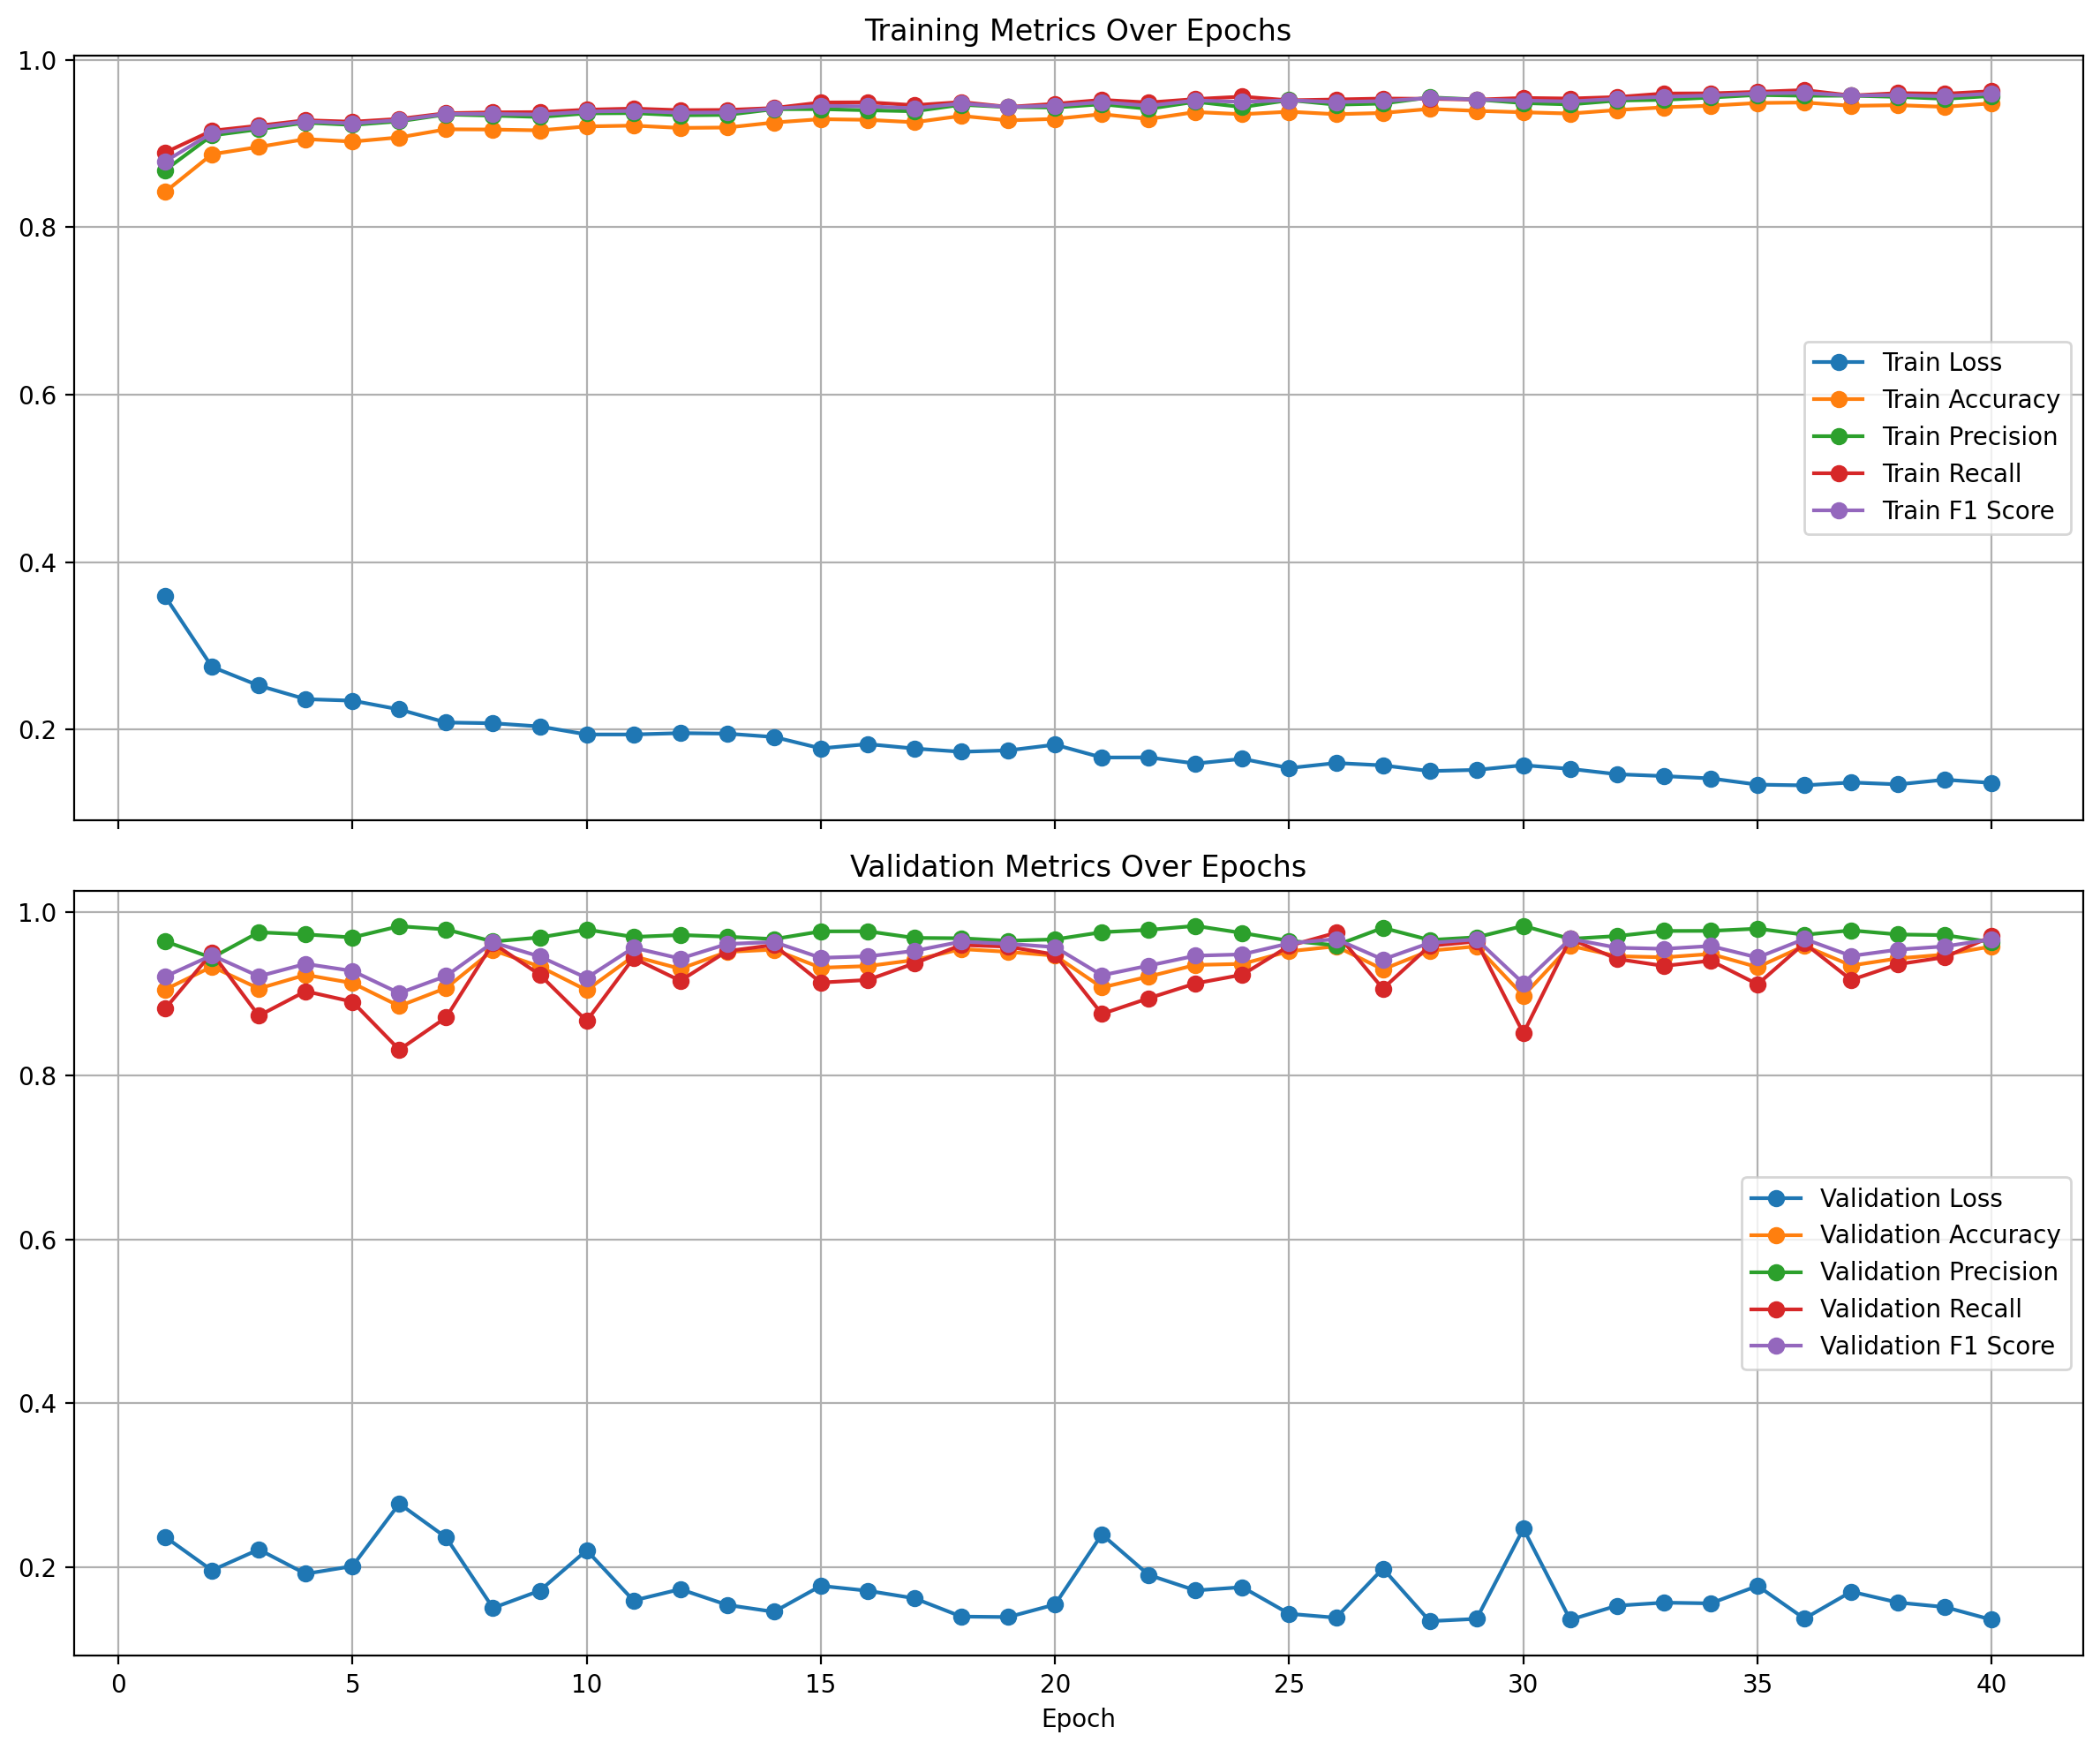 Training Metrics Over Epochs
1.0
0.8
0.6
0.4
0.2
Train Loss
Train Accuracy
Train Precision
Train Recall
Train F1 Score
Validation Metrics Over Epochs
1.0
0.8
0.6
0.4
0.2
Validation Loss
Validation Accuracy
Validation Precision
Validation Recall
Validation F1 Score
0 5 10 15 20 25 30 35 40
Epoch